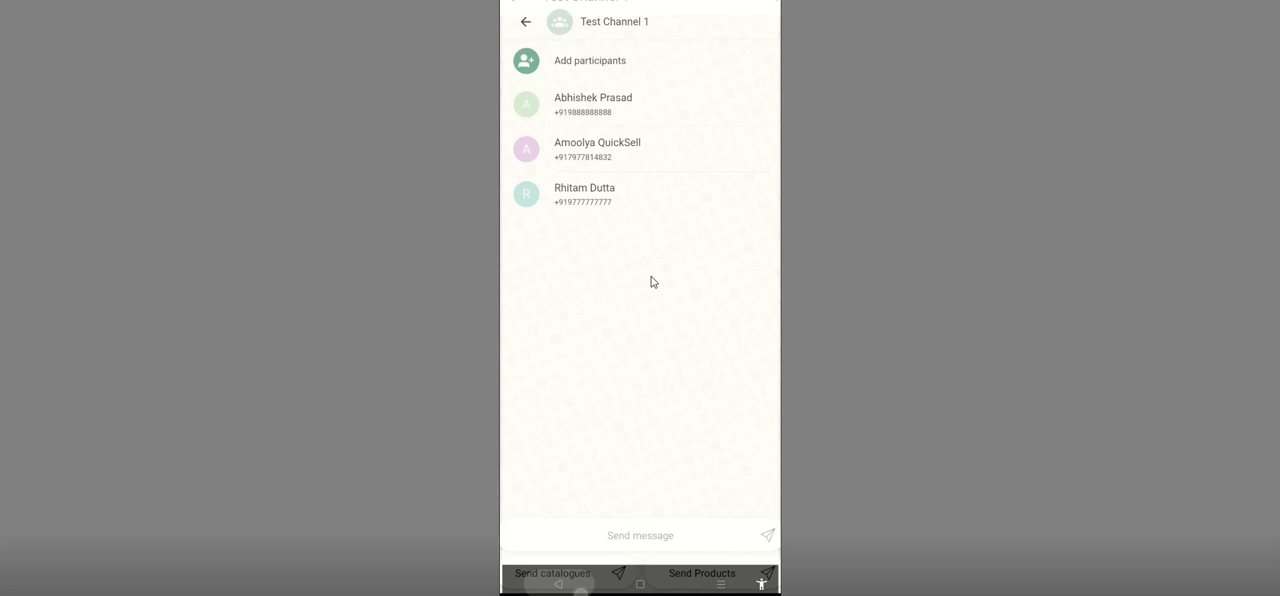 Test Channel 1
Add participants
A
Abhishek Prasad
+919888888888
A
Amoolya QuickSell
+917977814832
R
Rhitam Dutta
+919777777777
Send message
Send catalogues
Send Products